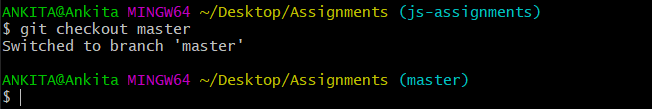 ANKITA@Ankita MINGW64 ~/Desktop/Assignments (js-assignments)
$ git checkout master
Switched to branch 'master'
ANKITA@Ankita MINGW64 ~/Desktop/Assignments (master)
$